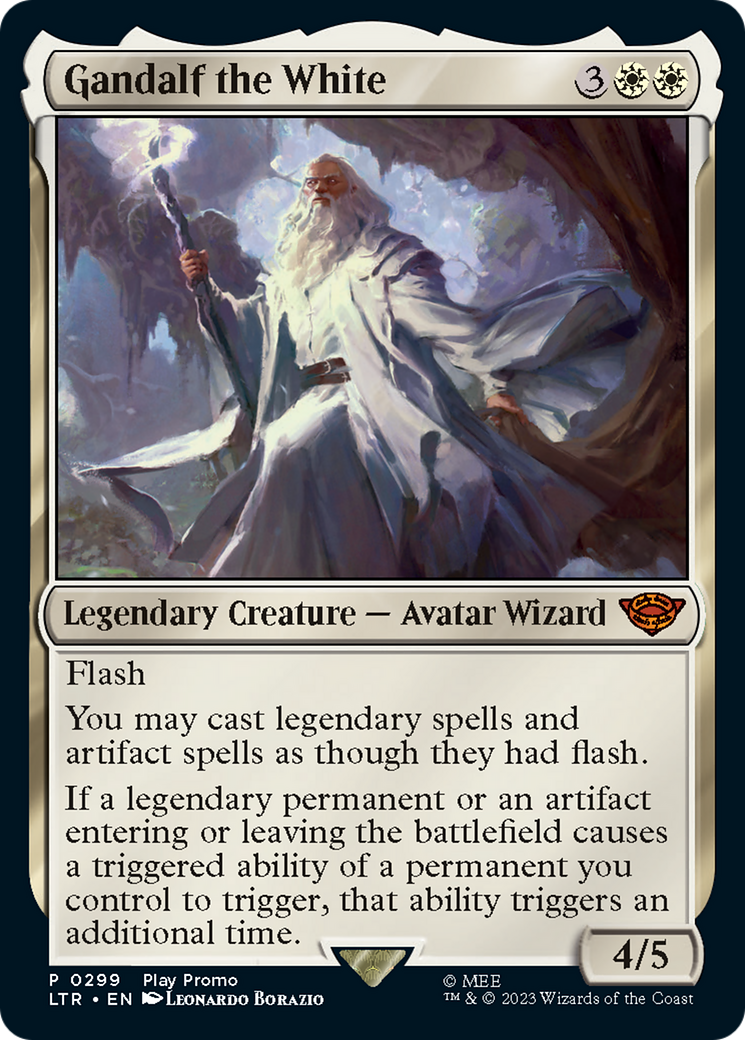 Gandalf the White 3
Legendary Creature — Avatar Wizard
Flash
You may cast legendary spells and
artifact spells as though they had flash.
If a legendary permanent or an artifact
entering or leaving the battlefield causes
a triggered ability of a permanent you
control to trigger, that ability triggers an
additional time.
4/5
P 0299 Play Promo
LTR • EN Leonardo Borazio
© MEE
™ & © 2023 Wizards of the Coast